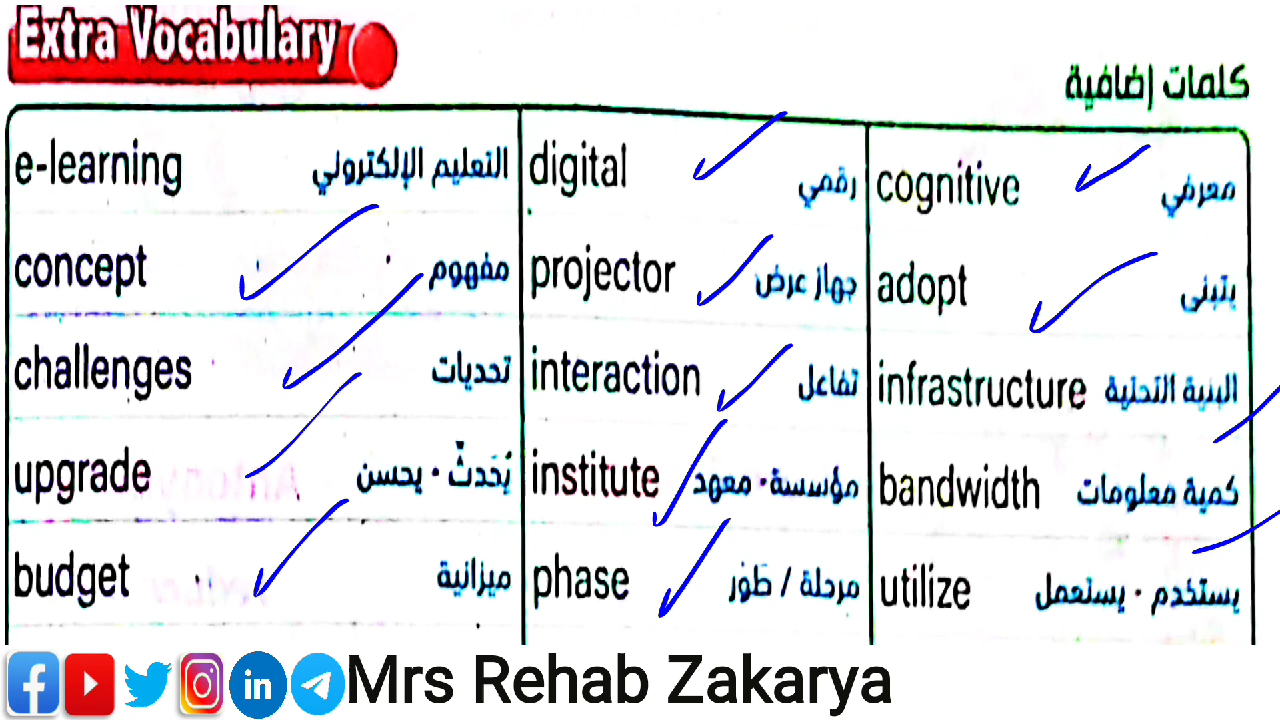 Extra Vocabulary
كلمات إضافية
e-learning التعليم الإلكتروني digital رقمي cognitive معرفي
concept مفهوم projector جهاز عرض adopt يتبنى
challenges تحديات interaction تفاعل infrastructure البنية التحتية
upgrade يُحَدثّ · يحسن institute مؤسسة · معهد bandwidth كمية معلومات
budget ميزانية phase مرحلة / طَوْر utilize يستخدم · يستعمل
Mrs Rehab Zakarya